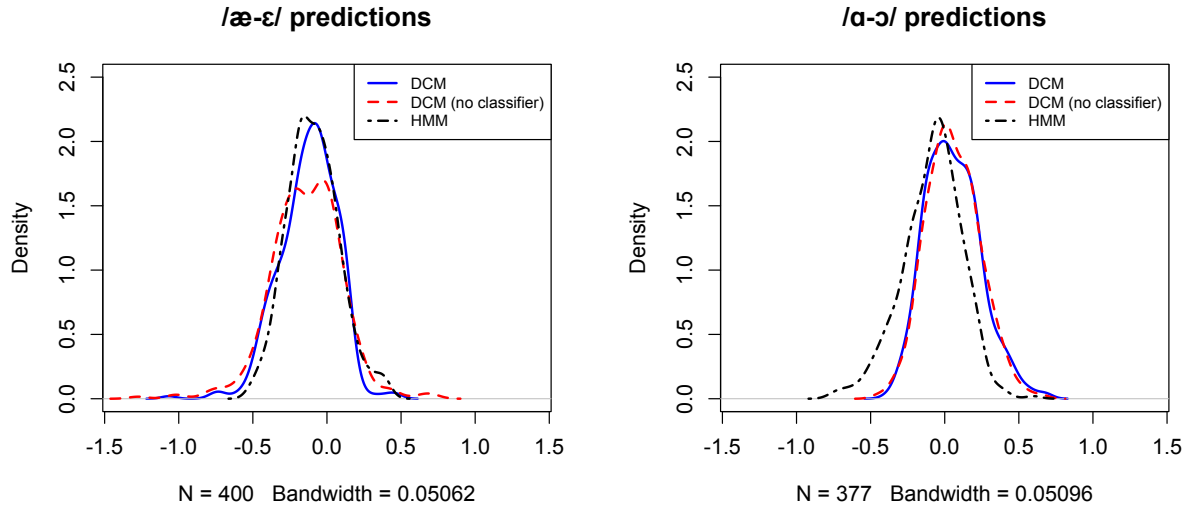 /æ-ɛ/ predictions
DCM
DCM (no classifier)
HMM
Density
2.5
2.0
1.5
1.0
0.5
0.0
-1.5 -1.0 -0.5 0.0 0.5 1.0 1.5
N = 400 Bandwidth = 0.05062
/ɑ-ɔ/ predictions
DCM
DCM (no classifier)
HMM
Density
2.5
2.0
1.5
1.0
0.5
0.0
-1.5 -1.0 -0.5 0.0 0.5 1.0 1.5
N = 377 Bandwidth = 0.05096